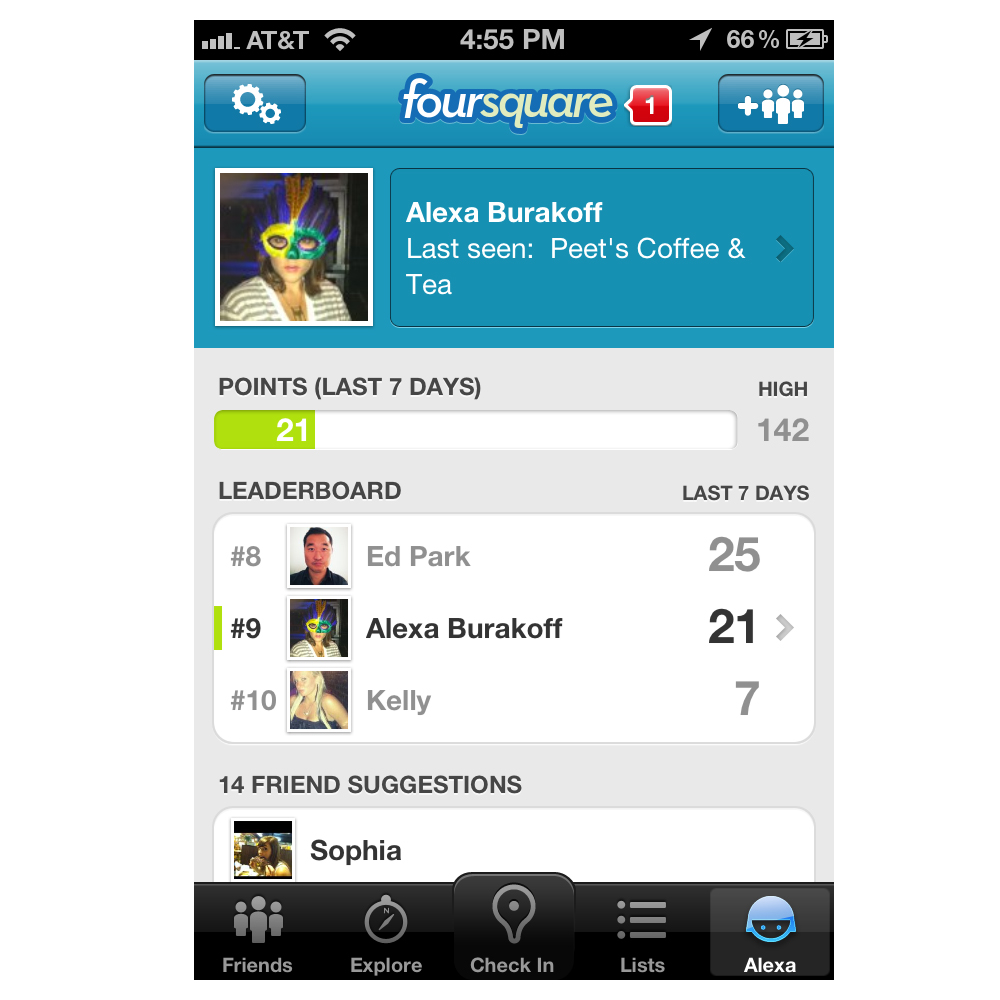 AT&T 4:55 PM 66%
foursquare 1
+
Alexa Burakoff
Last seen: Peet's Coffee &
Tea
POINTS (LAST 7 DAYS) HIGH
21 142
LEADERBOARD LAST 7 DAYS
#8 Ed Park 25
#9 Alexa Burakoff 21
#10 Kelly 7
14 FRIEND SUGGESTIONS
Sophia
N
Friends Explore Check In Lists Alexa